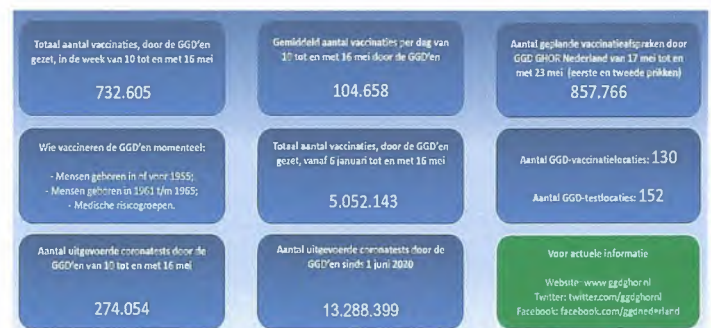 Totaal aantal vaccinaties, door de GGD'en
gezet, in de week van 10 tot en met 16 mei
732.605
Gemiddeld aantal vaccinaties per dag van
10 tot en met 16 mei door de GGD'en
104.658
Aantal geplande vaccinatieafspraken door
GGD GHOR Nederland van 17 mei tot en
met 23 mei (eerste en tweede prikken)
857.766
Wie vaccineren de GGD'en momenteel:
- Mensen geboren in of voor 1955;
- Mensen geboren in 1961 t/m 1965;
- Medische risicogroepen.
Totaal aantal vaccinaties, door de GGD'en
gezet, vanaf 6 januari tot en met 16 mei
5.052.143
Aantal GGD-vaccinatielocaties: 130
Aantal GGD-testlocaties: 152
Aantal uitgevoerde coronatests door de
GGD'en van 10 tot en met 16 mei
274.054
Aantal uitgevoerde coronatests door de
GGD'en sinds 1 juni 2020
13.288.399
Voor actuele informatie
Website: www.ggdghor.nl
Twitter: twitter.com/ggdghornl
Facebook: facebook.com/ggdnederland